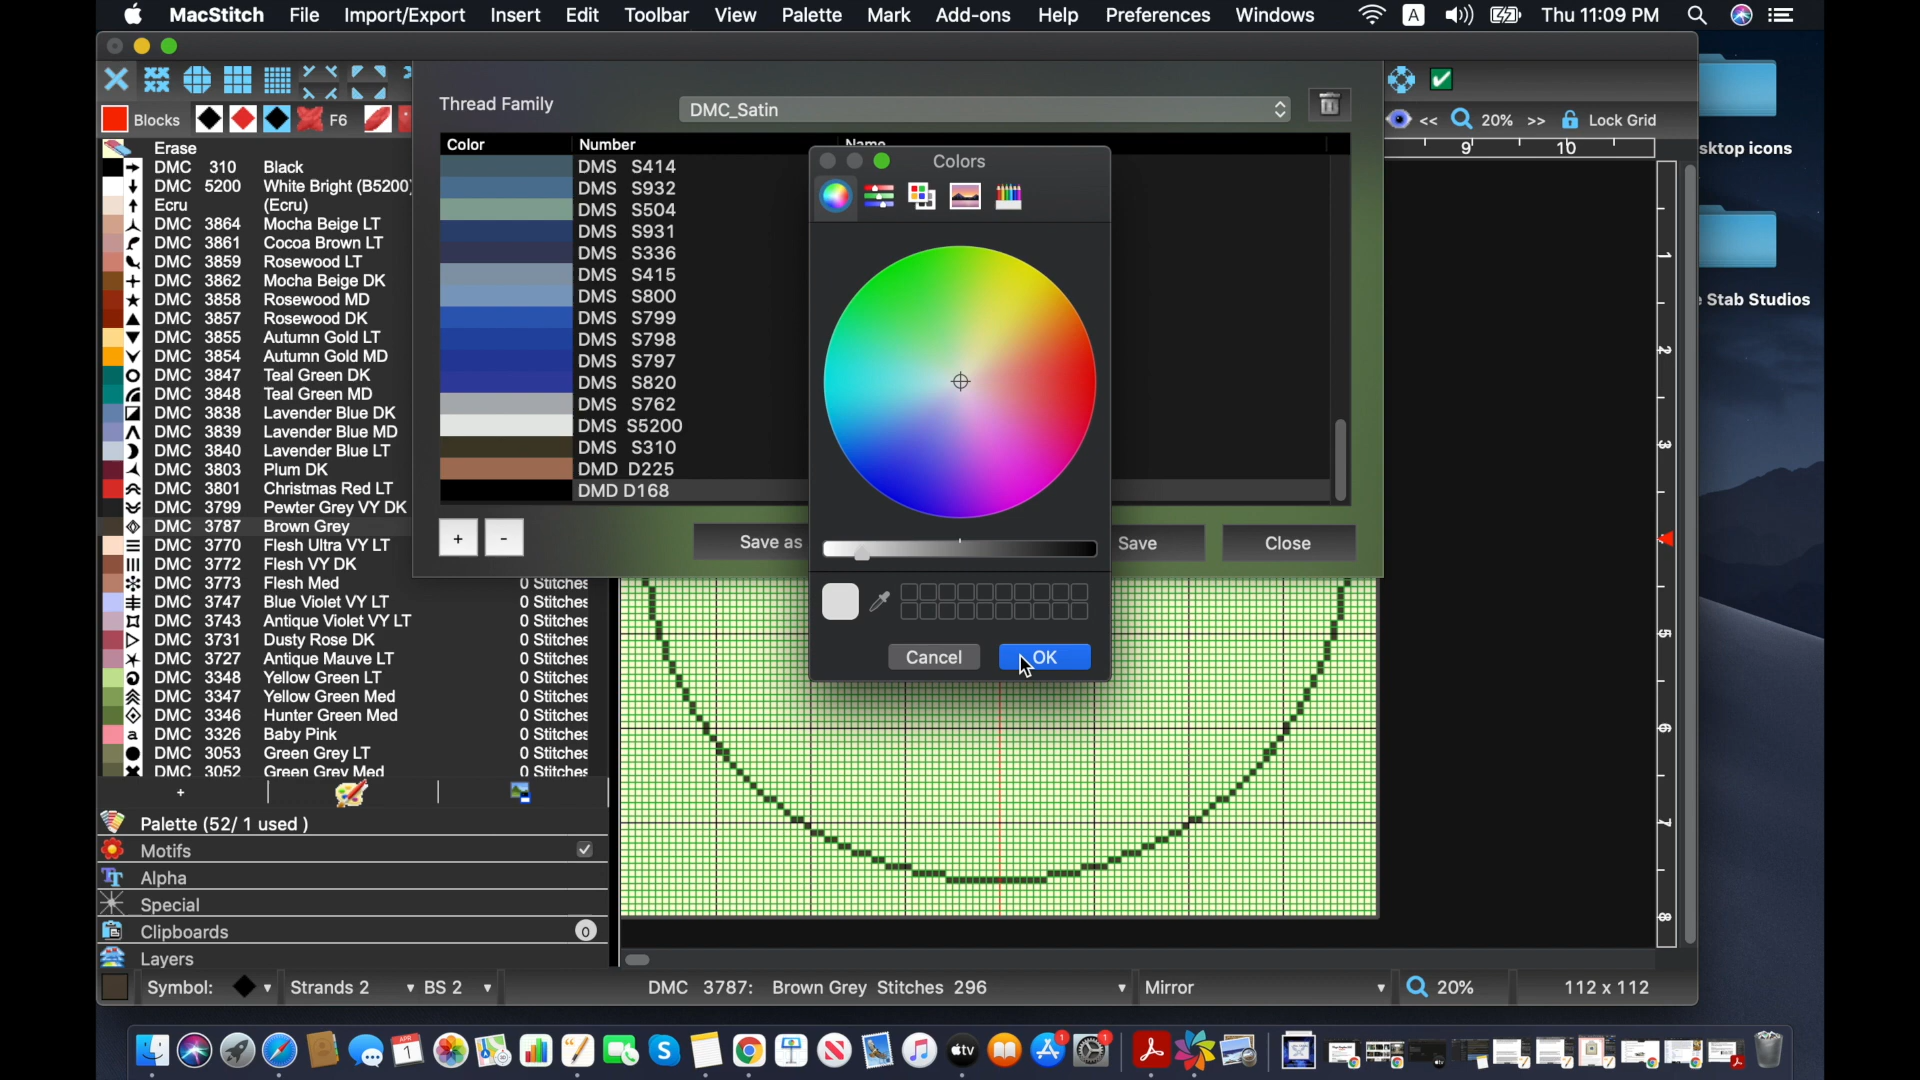 MacStitch File Import/Export Insert Edit Toolbar View Palette Mark Add-ons Help Preferences Windows A Thu 11:09 PM
Thread Family
DMC_Satin
Blocks
F6
<< 20% >> Lock Grid
9 10
sktop icons
Color Number Name
DMS S414
DMS S932
DMS S504
DMS S931
DMS S336
DMS S415
DMS S800
DMS S799
DMS S798
DMS S797
DMS S820
DMS S762
DMS S5200
DMS S310
DMD D225
DMD D168
Colors
+ -
Save as
Save
Close
Cancel
OK
Erase
DMC 310 Black
DMC 5200 White Bright (B5200)
Ecru (Ecru)
DMC 3864 Mocha Beige LT
DMC 3861 Cocoa Brown LT
DMC 3859 Rosewood LT
DMC 3862 Mocha Beige DK
DMC 3858 Rosewood MD
DMC 3857 Rosewood DK
DMC 3855 Autumn Gold LT
DMC 3854 Autumn Gold MD
DMC 3847 Teal Green DK
DMC 3848 Teal Green MD
DMC 3838 Lavender Blue DK
DMC 3839 Lavender Blue MD
DMC 3840 Lavender Blue LT
DMC 3803 Plum DK
DMC 3801 Christmas Red LT
DMC 3799 Pewter Grey VY DK
DMC 3787 Brown Grey
DMC 3770 Flesh Ultra VY LT
DMC 3772 Flesh VY DK
DMC 3773 Flesh Med 0 Stitches
DMC 3747 Blue Violet VY LT 0 Stitches
DMC 3743 Antique Violet VY LT 0 Stitches
DMC 3731 Dusty Rose DK 0 Stitches
DMC 3727 Antique Mauve LT 0 Stitches
DMC 3348 Yellow Green LT 0 Stitches
DMC 3347 Yellow Green Med 0 Stitches
DMC 3346 Hunter Green Med 0 Stitches
a DMC 3326 Baby Pink 0 Stitches
DMC 3053 Green Grey LT 0 Stitches
DMC 3052 Green Grey Med 0 Stitches
+
Palette (52/ 1 used )
Motifs
Alpha
Special
Clipboards 0
Layers
1
2
3
4
5
6
7
8
e Stab Studios
Symbol: Strands 2 BS 2 DMC 3787: Brown Grey Stitches 296 Mirror 20% 112 x 112
APR
1
tv
1
1